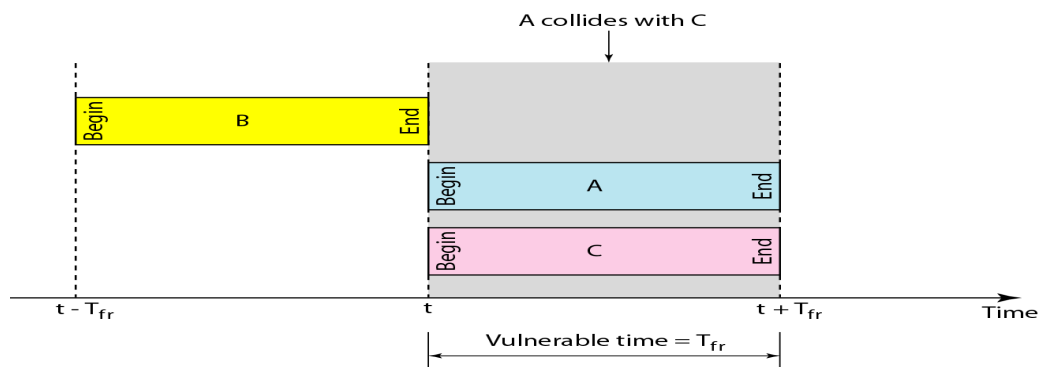 A collides with C
Begin B End
Begin A End
Begin C End
t - Tfr t t + Tfr Time
Vulnerable time = Tfr